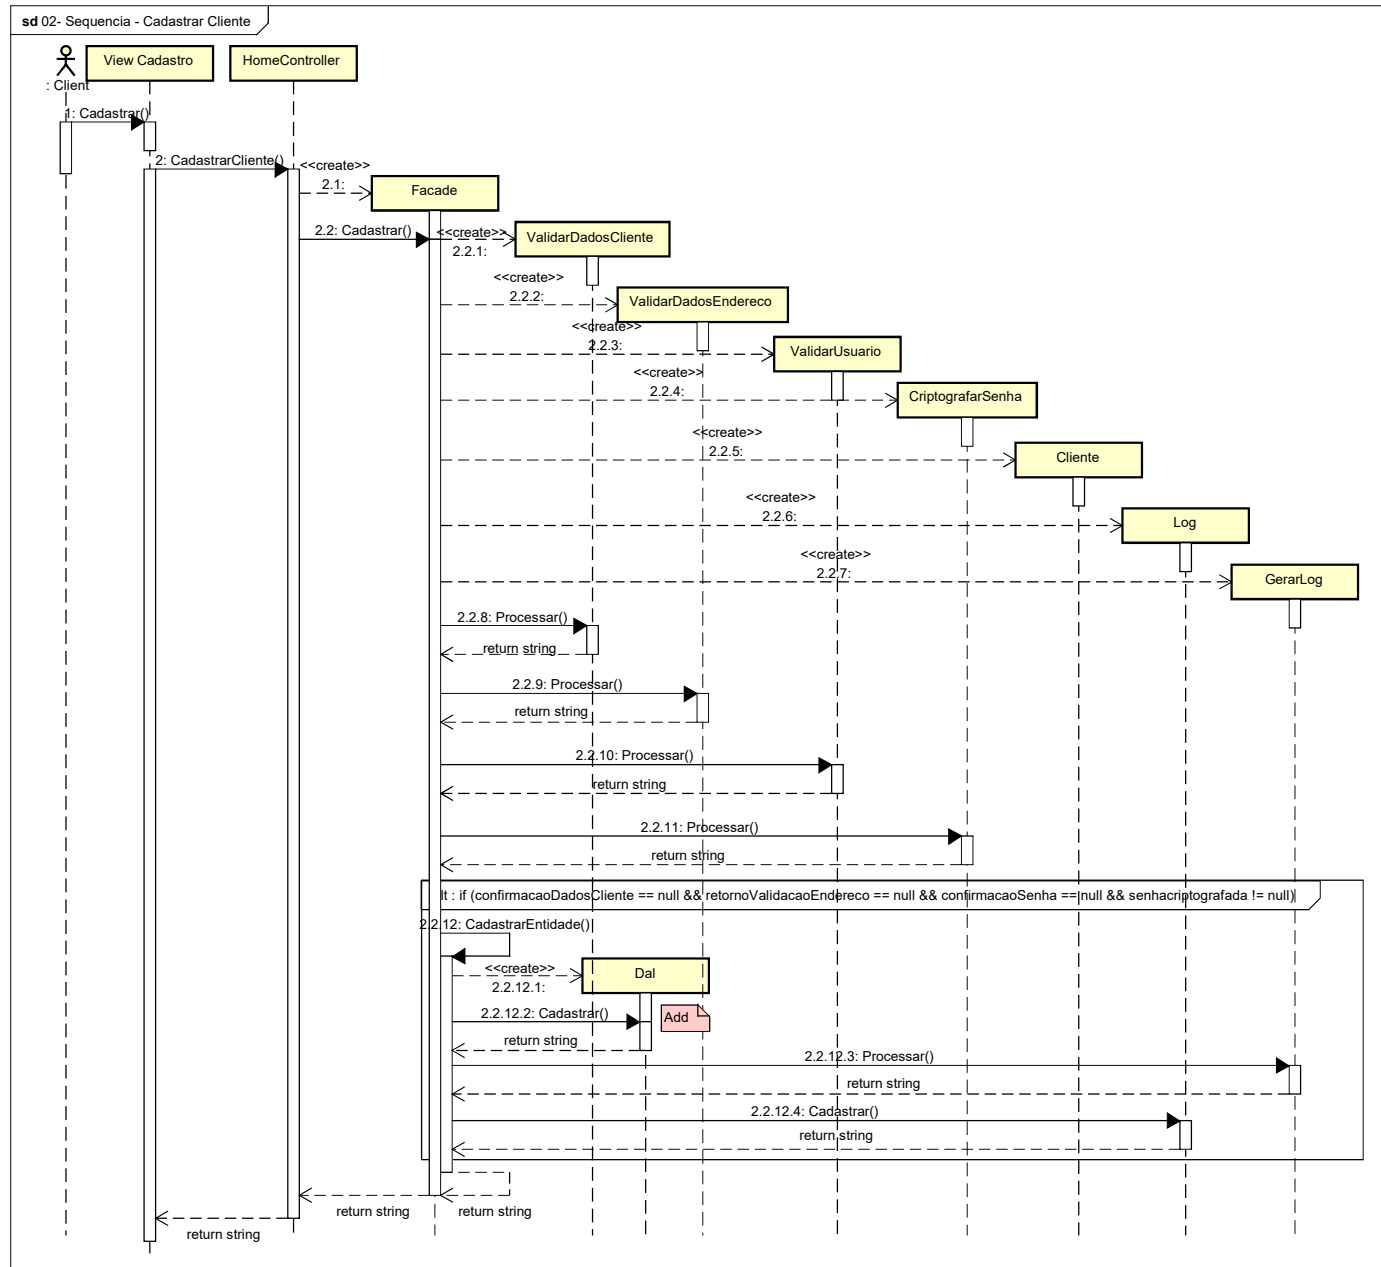 sd 02- Sequencia - Cadastrar Cliente
: Client
View Cadastro
HomeController
1: Cadastrar()
2: CadastrarCliente()
<<create>>
2.1:
Facade
2.2: Cadastrar()
<<create>>
2.2.1:
ValidarDadosCliente
<<create>>
2.2.2:
ValidarDadosEndereco
<<create>>
2.2.3:
ValidarUsuario
<<create>>
2.2.4:
CriptografarSenha
<<create>>
2.2.5:
Cliente
<<create>>
2.2.6:
Log
<<create>>
2.2.7:
GerarLog
2.2.8: Processar()
return string
2.2.9: Processar()
return string
2.2.10: Processar()
return string
2.2.11: Processar()
return string
lt : if (confirmacaoDadosCliente == null && retornoValidacaoEndereco == null && confirmacaoSenha == null && senhacriptografada != null)
2.2.12: CadastrarEntidade()
<<create>>
2.2.12.1:
Dal
2.2.12.2: Cadastrar()
Add
return string
2.2.12.3: Processar()
return string
2.2.12.4: Cadastrar()
return string
return string
return string
return string